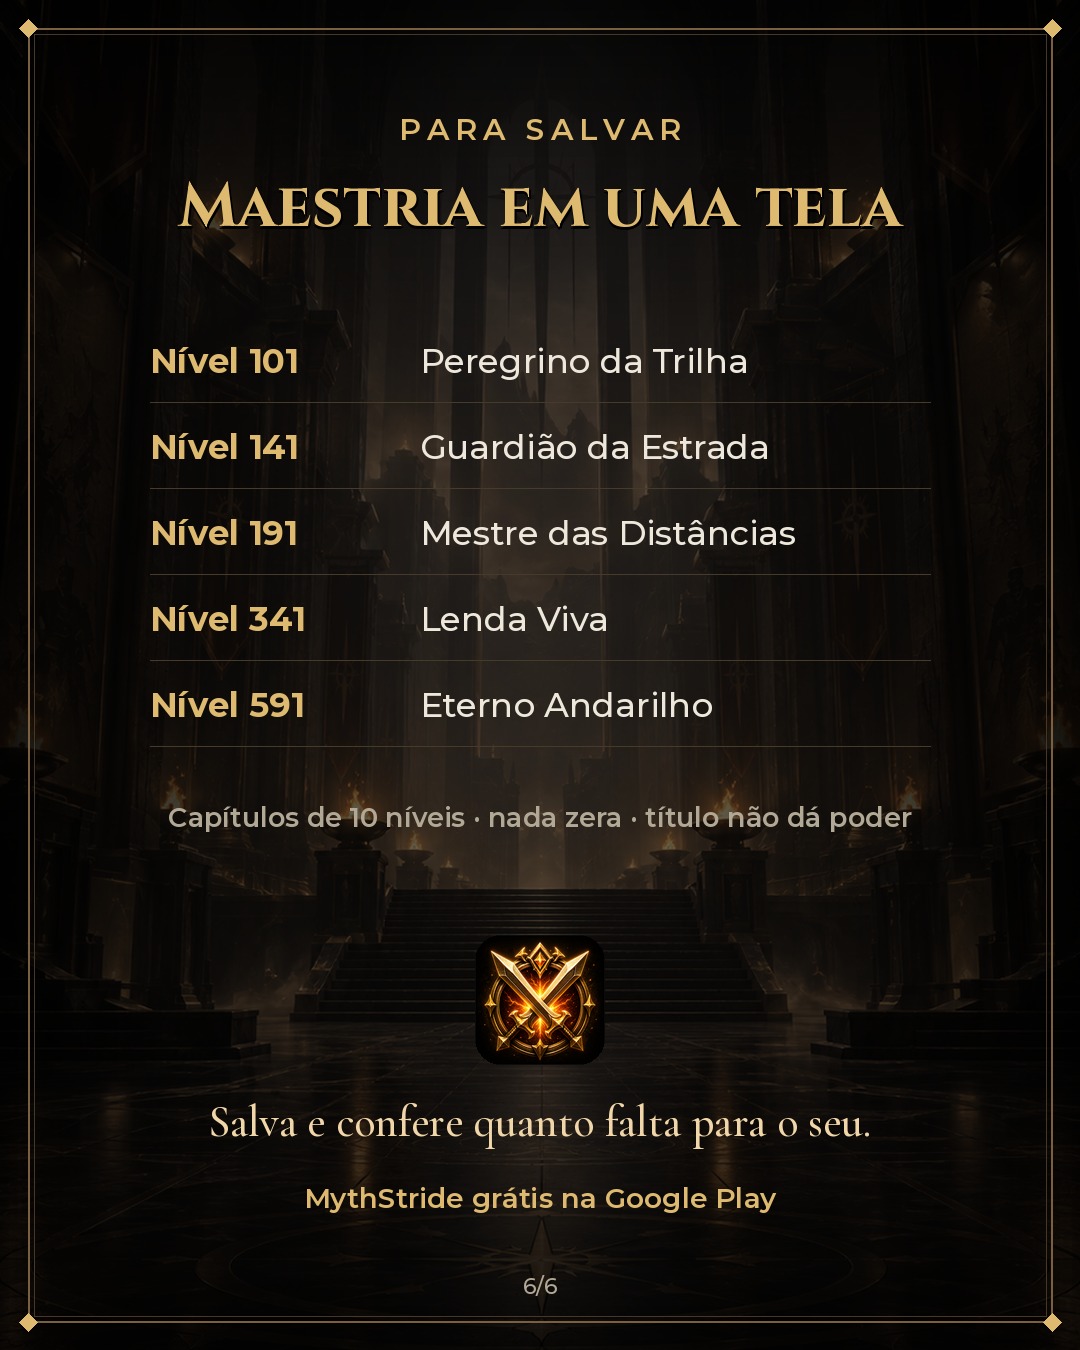 PARA SALVAR
MAESTRIA EM UMA TELA
Nível 101 Peregrino da Trilha
Nível 141 Guardião da Estrada
Nível 191 Mestre das Distâncias
Nível 341 Lenda Viva
Nível 591 Eterno Andarilho
Capítulos de 10 níveis · nada zera · título não dá poder
Salva e confere quanto falta para o seu.
MythStride grátis na Google Play
6/6